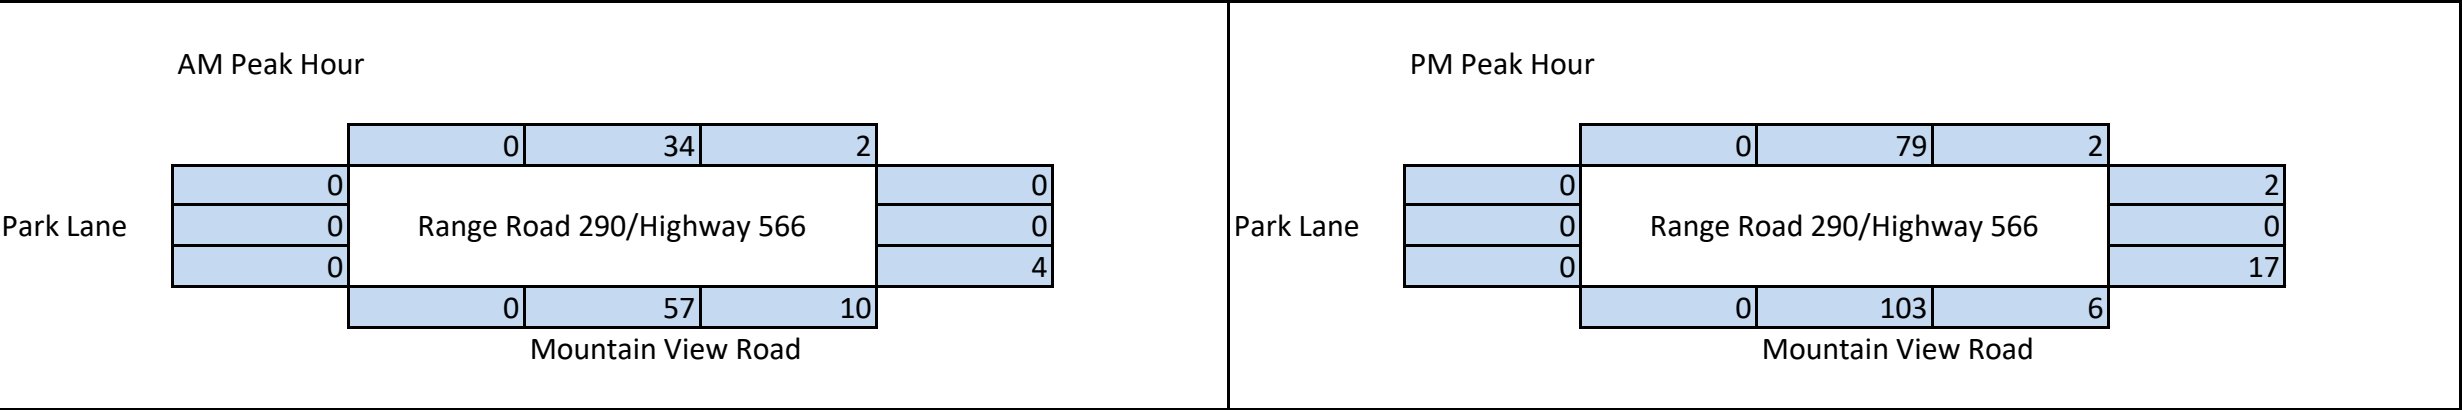 AM Peak Hour
0 34 2
0 0
Park Lane 0 Range Road 290/Highway 566 0
0 4
0 57 10
Mountain View Road
PM Peak Hour
0 79 2
0 2
Park Lane 0 Range Road 290/Highway 566 0
0 17
0 103 6
Mountain View Road